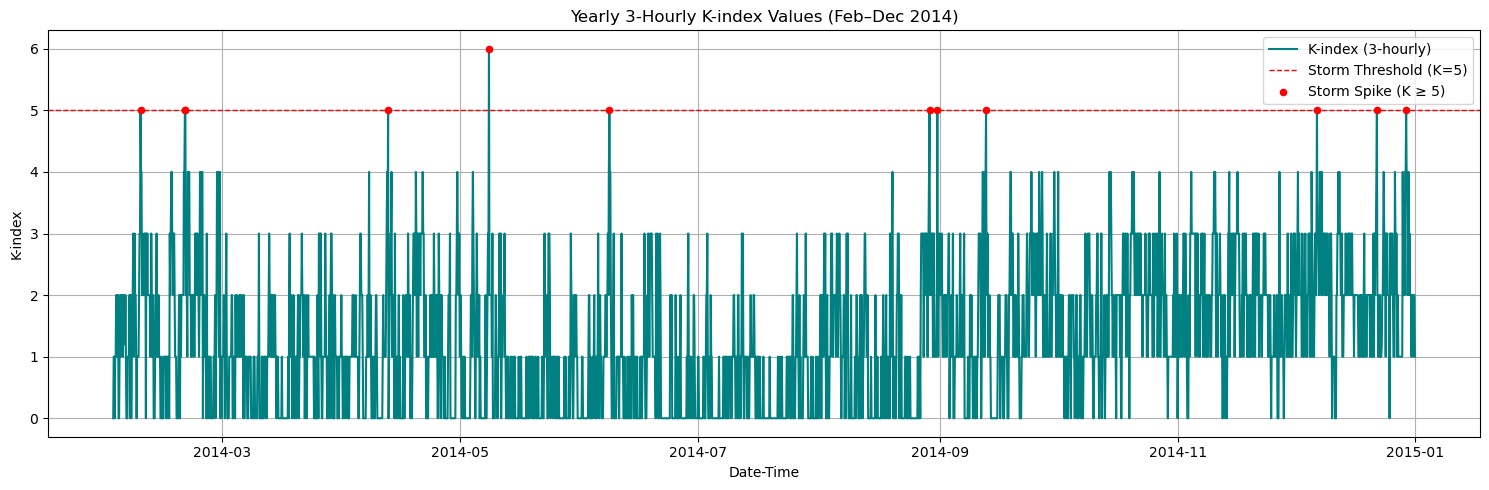 Yearly 3-Hourly K-index Values (Feb–Dec 2014)
K-index (3-hourly)
Storm Threshold (K=5)
Storm Spike (K ≥ 5)
K-index
6
5
4
3
2
1
0
2014-03
2014-05
2014-07
2014-09
2014-11
2015-01
Date-Time